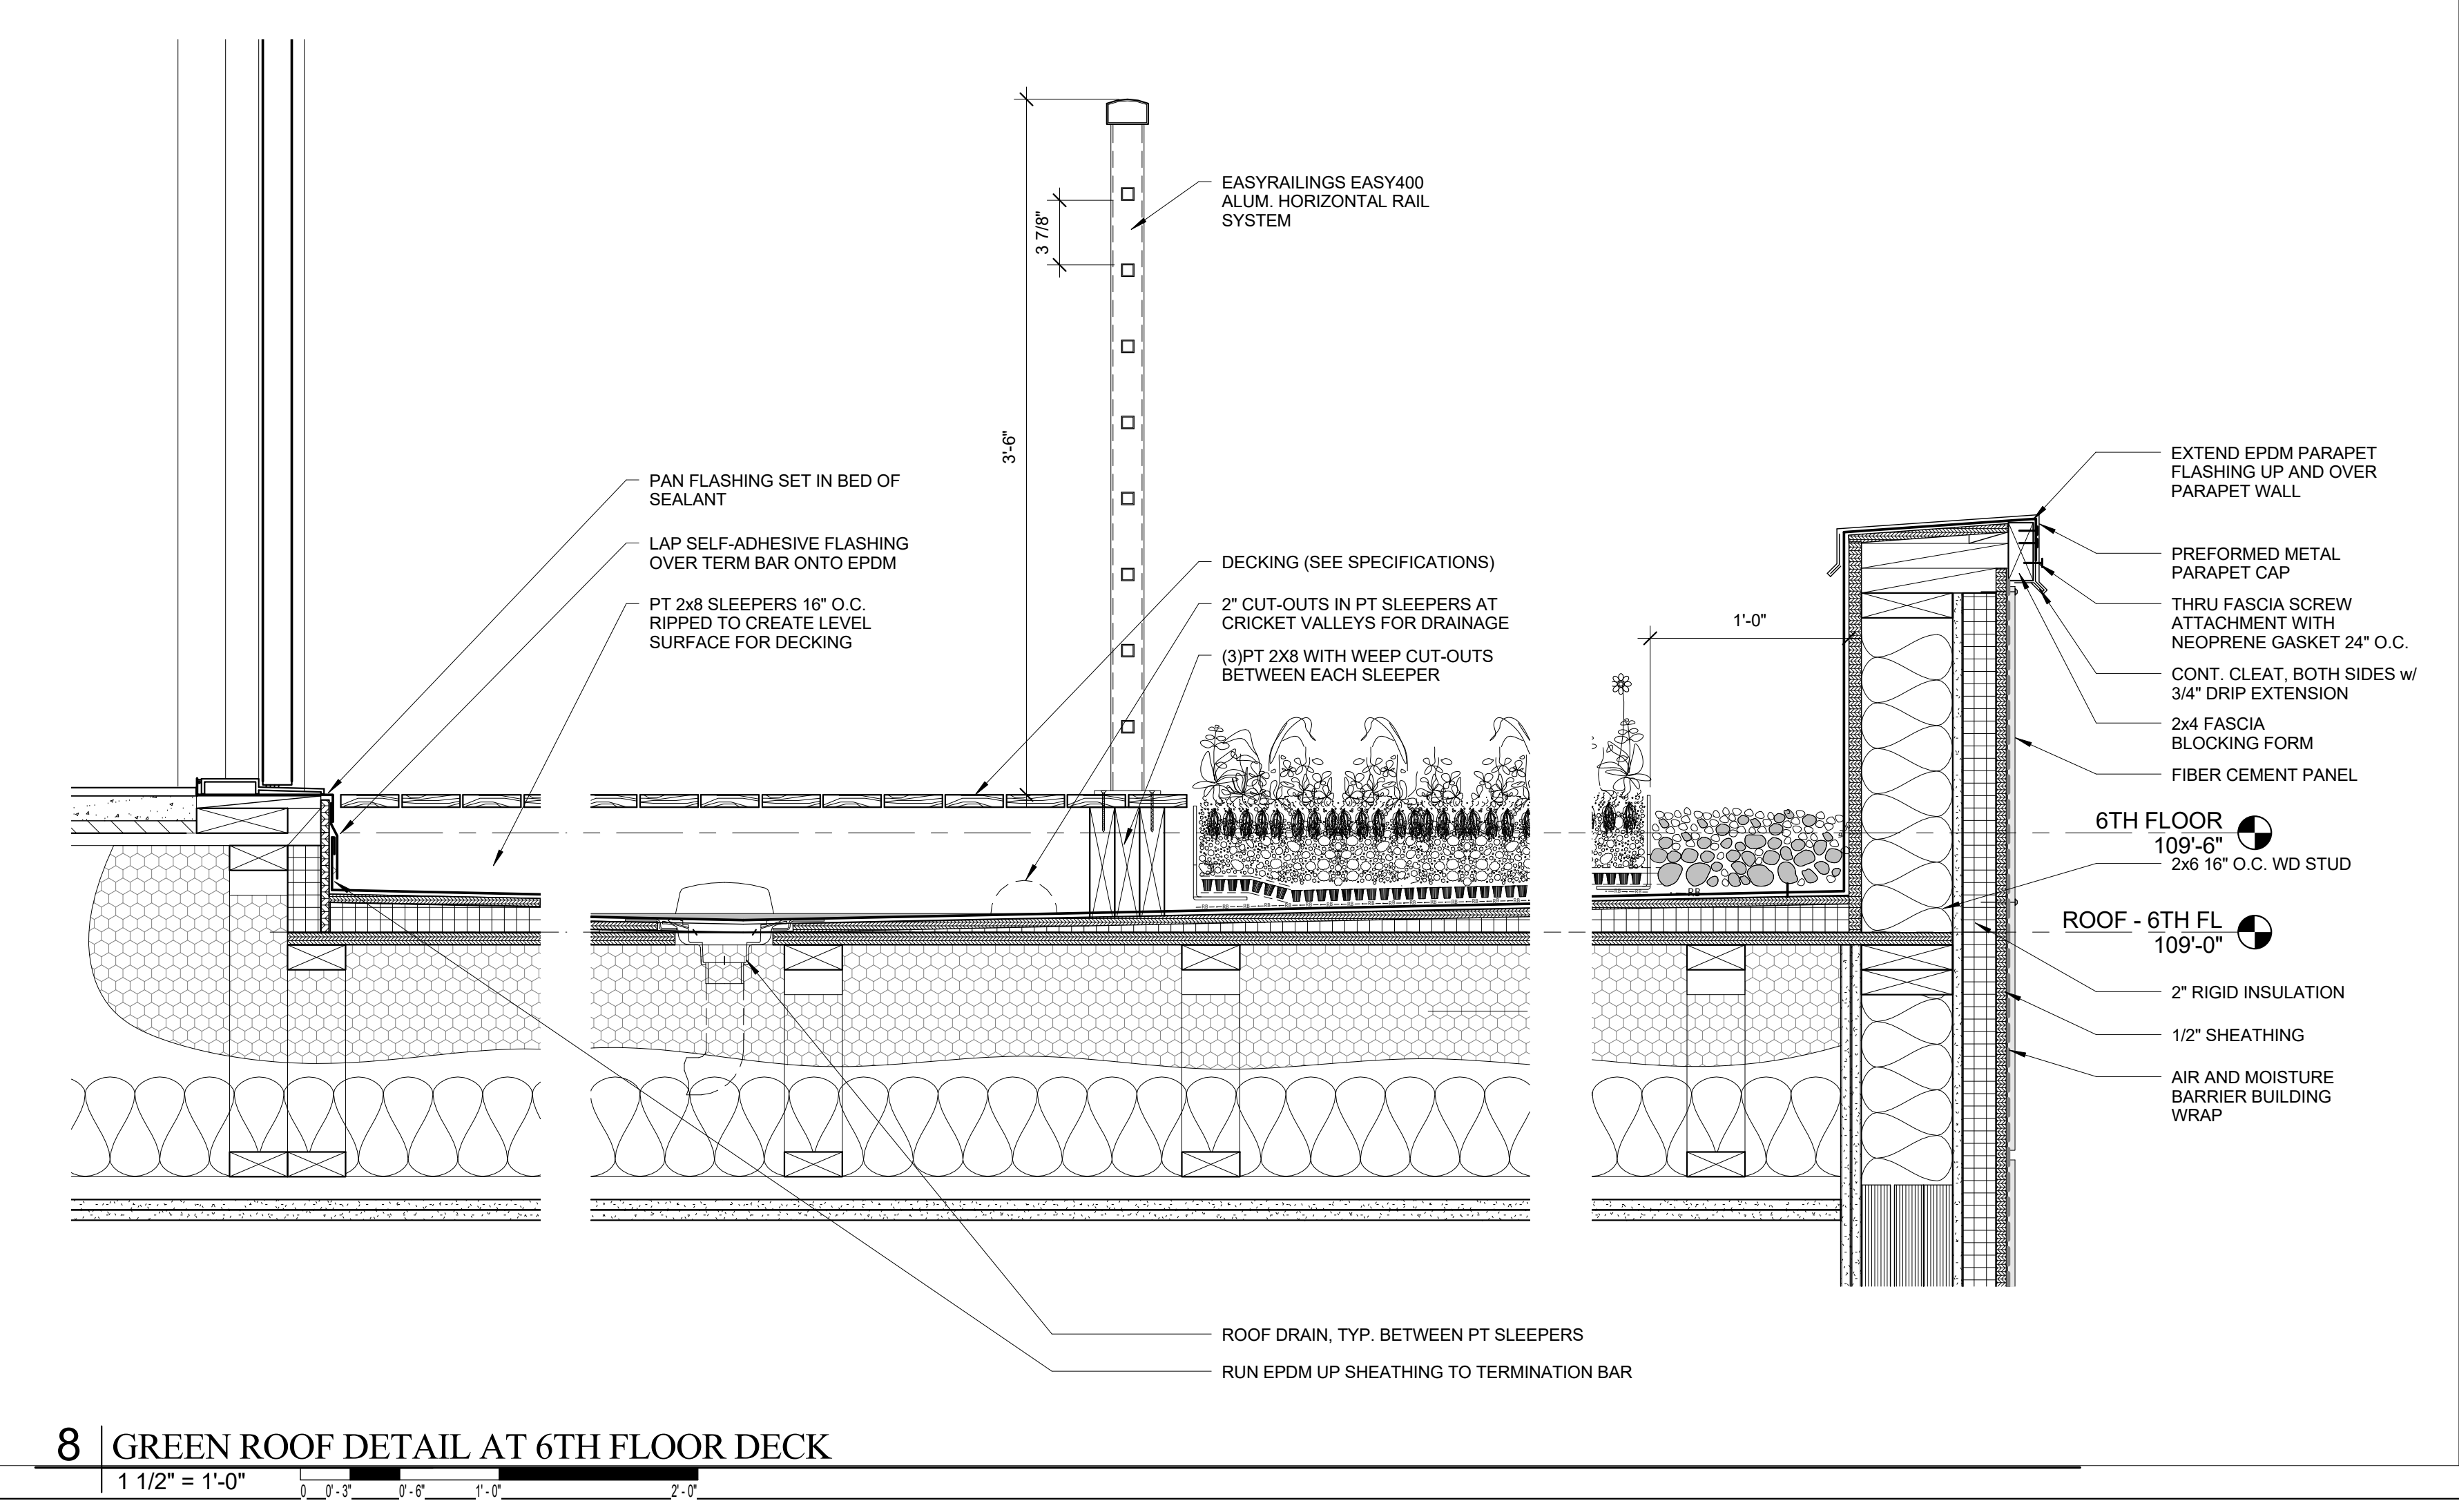 EASYRAILINGS EASY400
ALUM. HORIZONTAL RAIL
SYSTEM
3 7/8"
3'-6"
PAN FLASHING SET IN BED OF
SEALANT
LAP SELF-ADHESIVE FLASHING
OVER TERM BAR ONTO EPDM
PT 2x8 SLEEPERS 16" O.C.
RIPPED TO CREATE LEVEL
SURFACE FOR DECKING
DECKING (SEE SPECIFICATIONS)
2" CUT-OUTS IN PT SLEEPERS AT
CRICKET VALLEYS FOR DRAINAGE
(3)PT 2X8 WITH WEEP CUT-OUTS
BETWEEN EACH SLEEPER
1'-0"
EXTEND EPDM PARAPET
FLASHING UP AND OVER
PARAPET WALL
PREFORMED METAL
PARAPET CAP
THRU FASCIA SCREW
ATTACHMENT WITH
NEOPRENE GASKET 24" O.C.
CONT. CLEAT, BOTH SIDES w/
3/4" DRIP EXTENSION
2x4 FASCIA
BLOCKING FORM
FIBER CEMENT PANEL
6TH FLOOR
109'-6"
2x6 16" O.C. WD STUD
ROOF - 6TH FL
109'-0"
2" RIGID INSULATION
1/2" SHEATHING
AIR AND MOISTURE
BARRIER BUILDING
WRAP
RB
ROOF DRAIN, TYP. BETWEEN PT SLEEPERS
RUN EPDM UP SHEATHING TO TERMINATION BAR
8 GREEN ROOF DETAIL AT 6TH FLOOR DECK
1 1/2" = 1'-0"
0 0' - 3" 0' - 6" 1' - 0" 2' - 0"